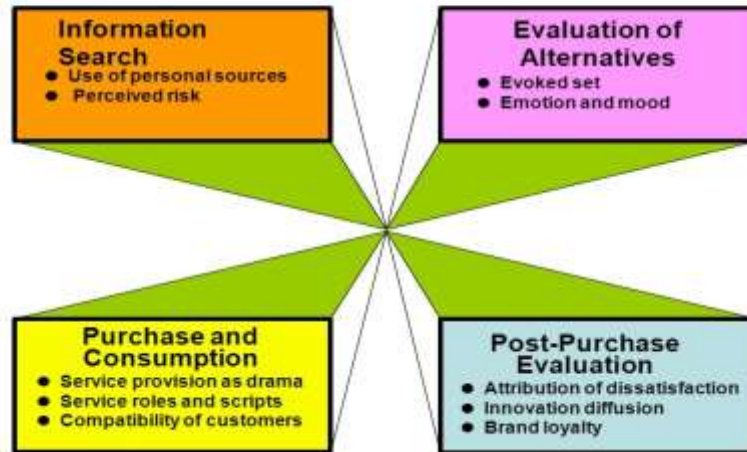 Information
Search
● Use of personal sources
● Perceived risk
Evaluation of
Alternatives
● Evoked set
● Emotion and mood
Purchase and
Consumption
● Service provision as drama
● Service roles and scripts
● Compatibility of customers
Post-Purchase
Evaluation
● Attribution of dissatisfaction
● Innovation diffusion
● Brand loyalty